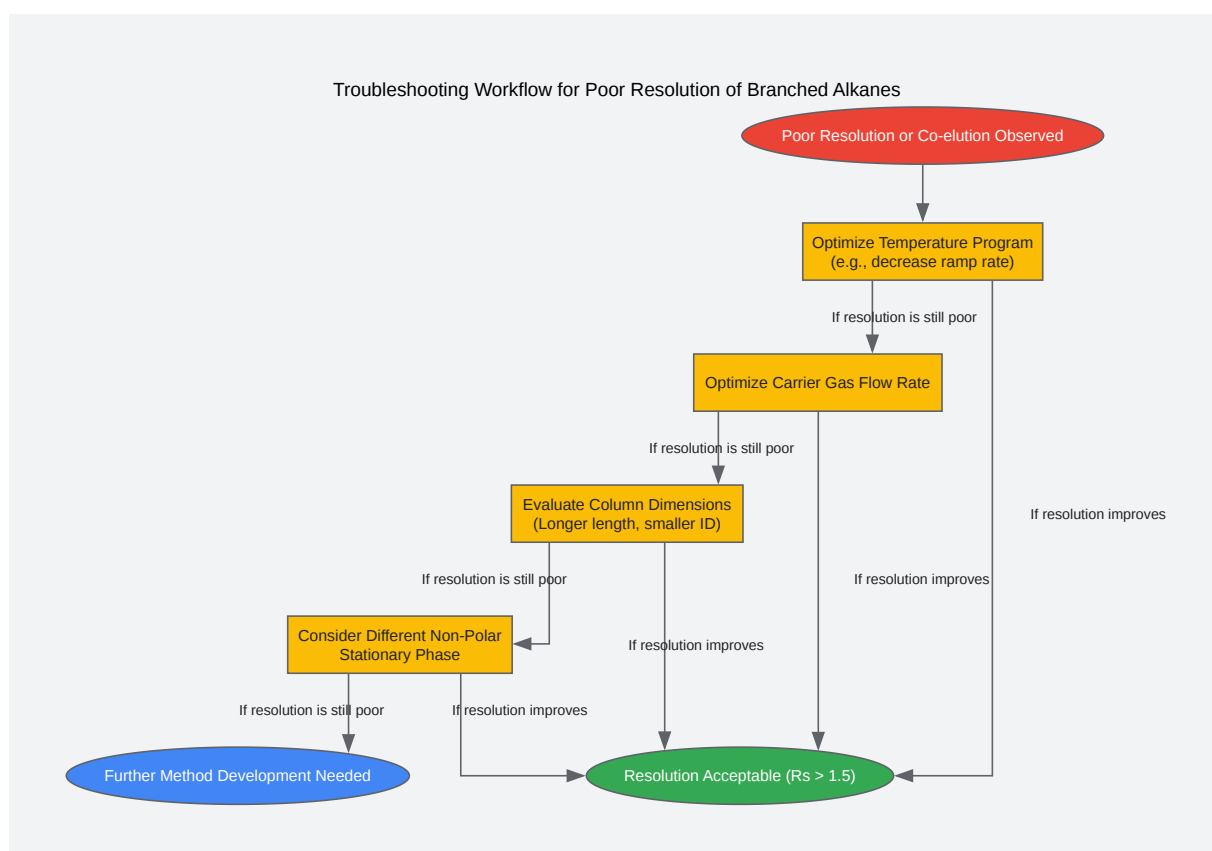 Troubleshooting Workflow for Poor Resolution of Branched Alkanes
Poor Resolution or Co-elution Observed
Optimize Temperature Program
(e.g., decrease ramp rate)
If resolution is still poor
Optimize Carrier Gas Flow Rate
If resolution is still poor
Evaluate Column Dimensions
(Longer length, smaller ID)
If resolution improves
If resolution is still poor
If resolution improves
Consider Different Non-Polar
Stationary Phase
If resolution improves
If resolution is still poor
If resolution improves
Further Method Development Needed
Resolution Acceptable (Rs > 1.5)